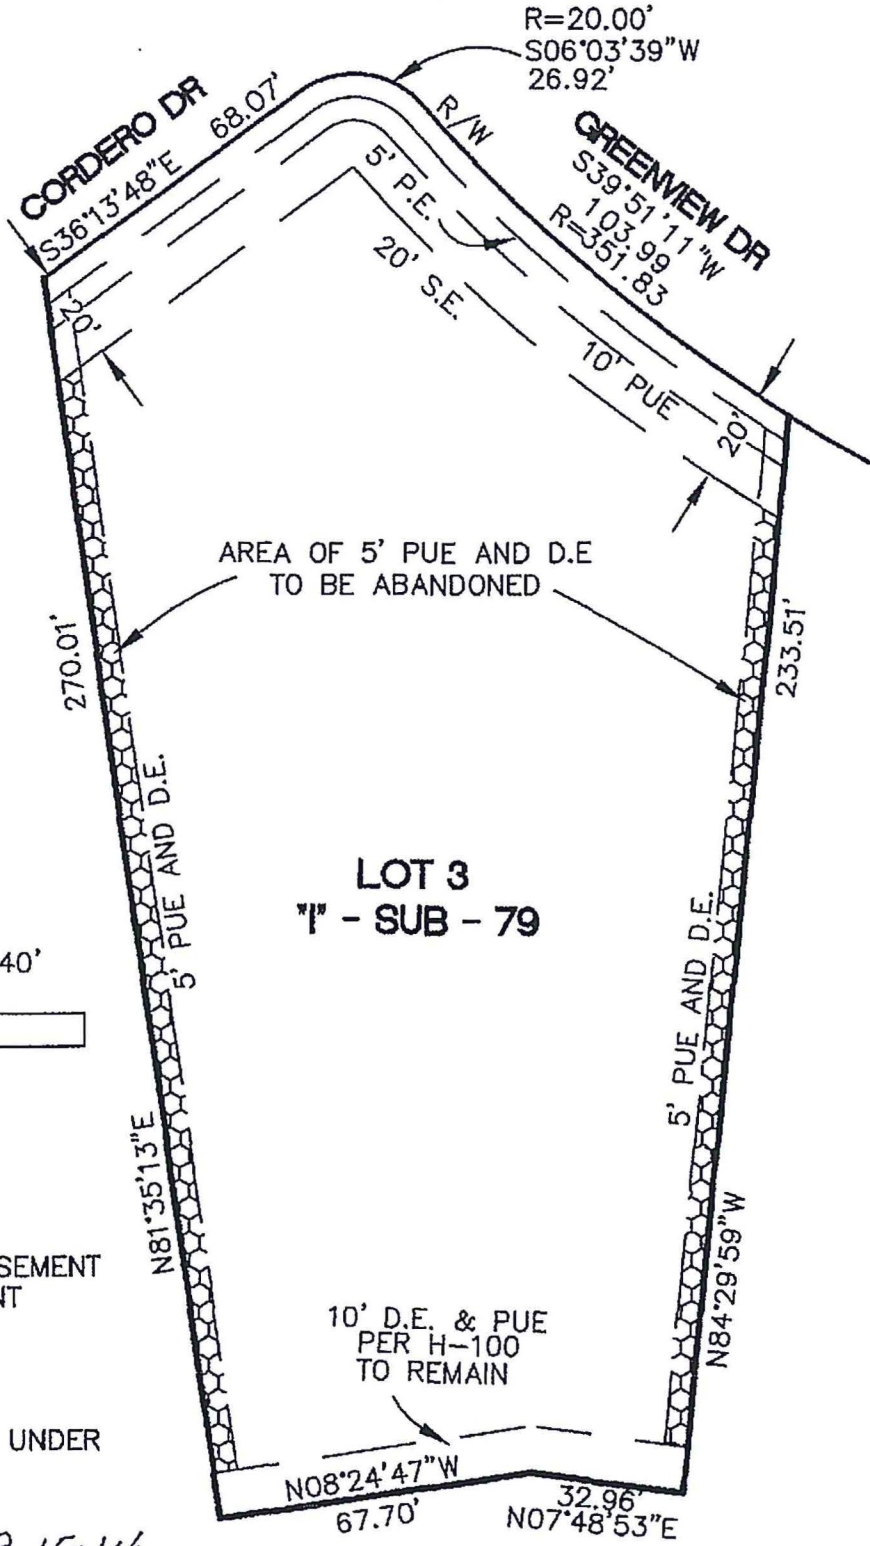 R=20.00'
S06°03'39"W
26.92'
CORDERO DR
68.07'
S36°13'48"E
R/W
GREENVIEW DR
S39°51'11"W
103.99
R=351.83
5' P.E.
20' S.E.
10' PUE
20'
20'
AREA OF 5' PUE AND D.E
TO BE ABANDONED
270.01'
233.51'
5' PUE AND D.E.
LOT 3
"I" - SUB - 79
5' PUE AND D.E.
40'
N81°35'13"E
N84°29'59"W
SEMENT
NT
10' D.E. & PUE
PER H-100
TO REMAIN
UNDER
N08°24'47"W
67.70'
32.96'
N07°48'53"E